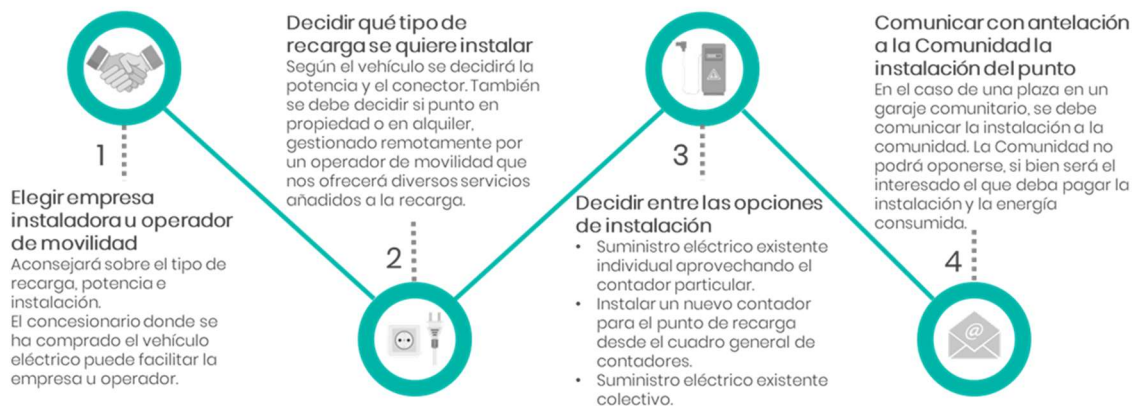 1
Elegir empresa
instaladora u operador
de movilidad
Aconsejará sobre el tipo de
recarga, potencia e
instalación.
El concesionario donde se
ha comprado el vehículo
eléctrico puede facilitar la
empresa u operador.
Decidir qué tipo de
recarga se quiere instalar
Según el vehículo se decidirá la
potencia y el conector. También
se debe decidir si punto en
propiedad o en alquiler,
gestionado remotamente por
un operador de movilidad que
nos ofrecerá diversos servicios
añadidos a la recarga.
2
3
Decidir entre las opciones
de instalación
• Suministro eléctrico existente
individual aprovechando el
contador particular.
• Instalar un nuevo contador
para el punto de recarga
desde el cuadro general de
contadores.
• Suministro eléctrico existente
colectivo.
Comunicar con antelación
a la Comunidad la
instalación del punto
En el caso de una plaza en un
garaje comunitario, se debe
comunicar la instalación a la
comunidad. La Comunidad no
podrá oponerse, si bien será el
interesado el que deba pagar la
instalación y la energía
consumida.
4
@